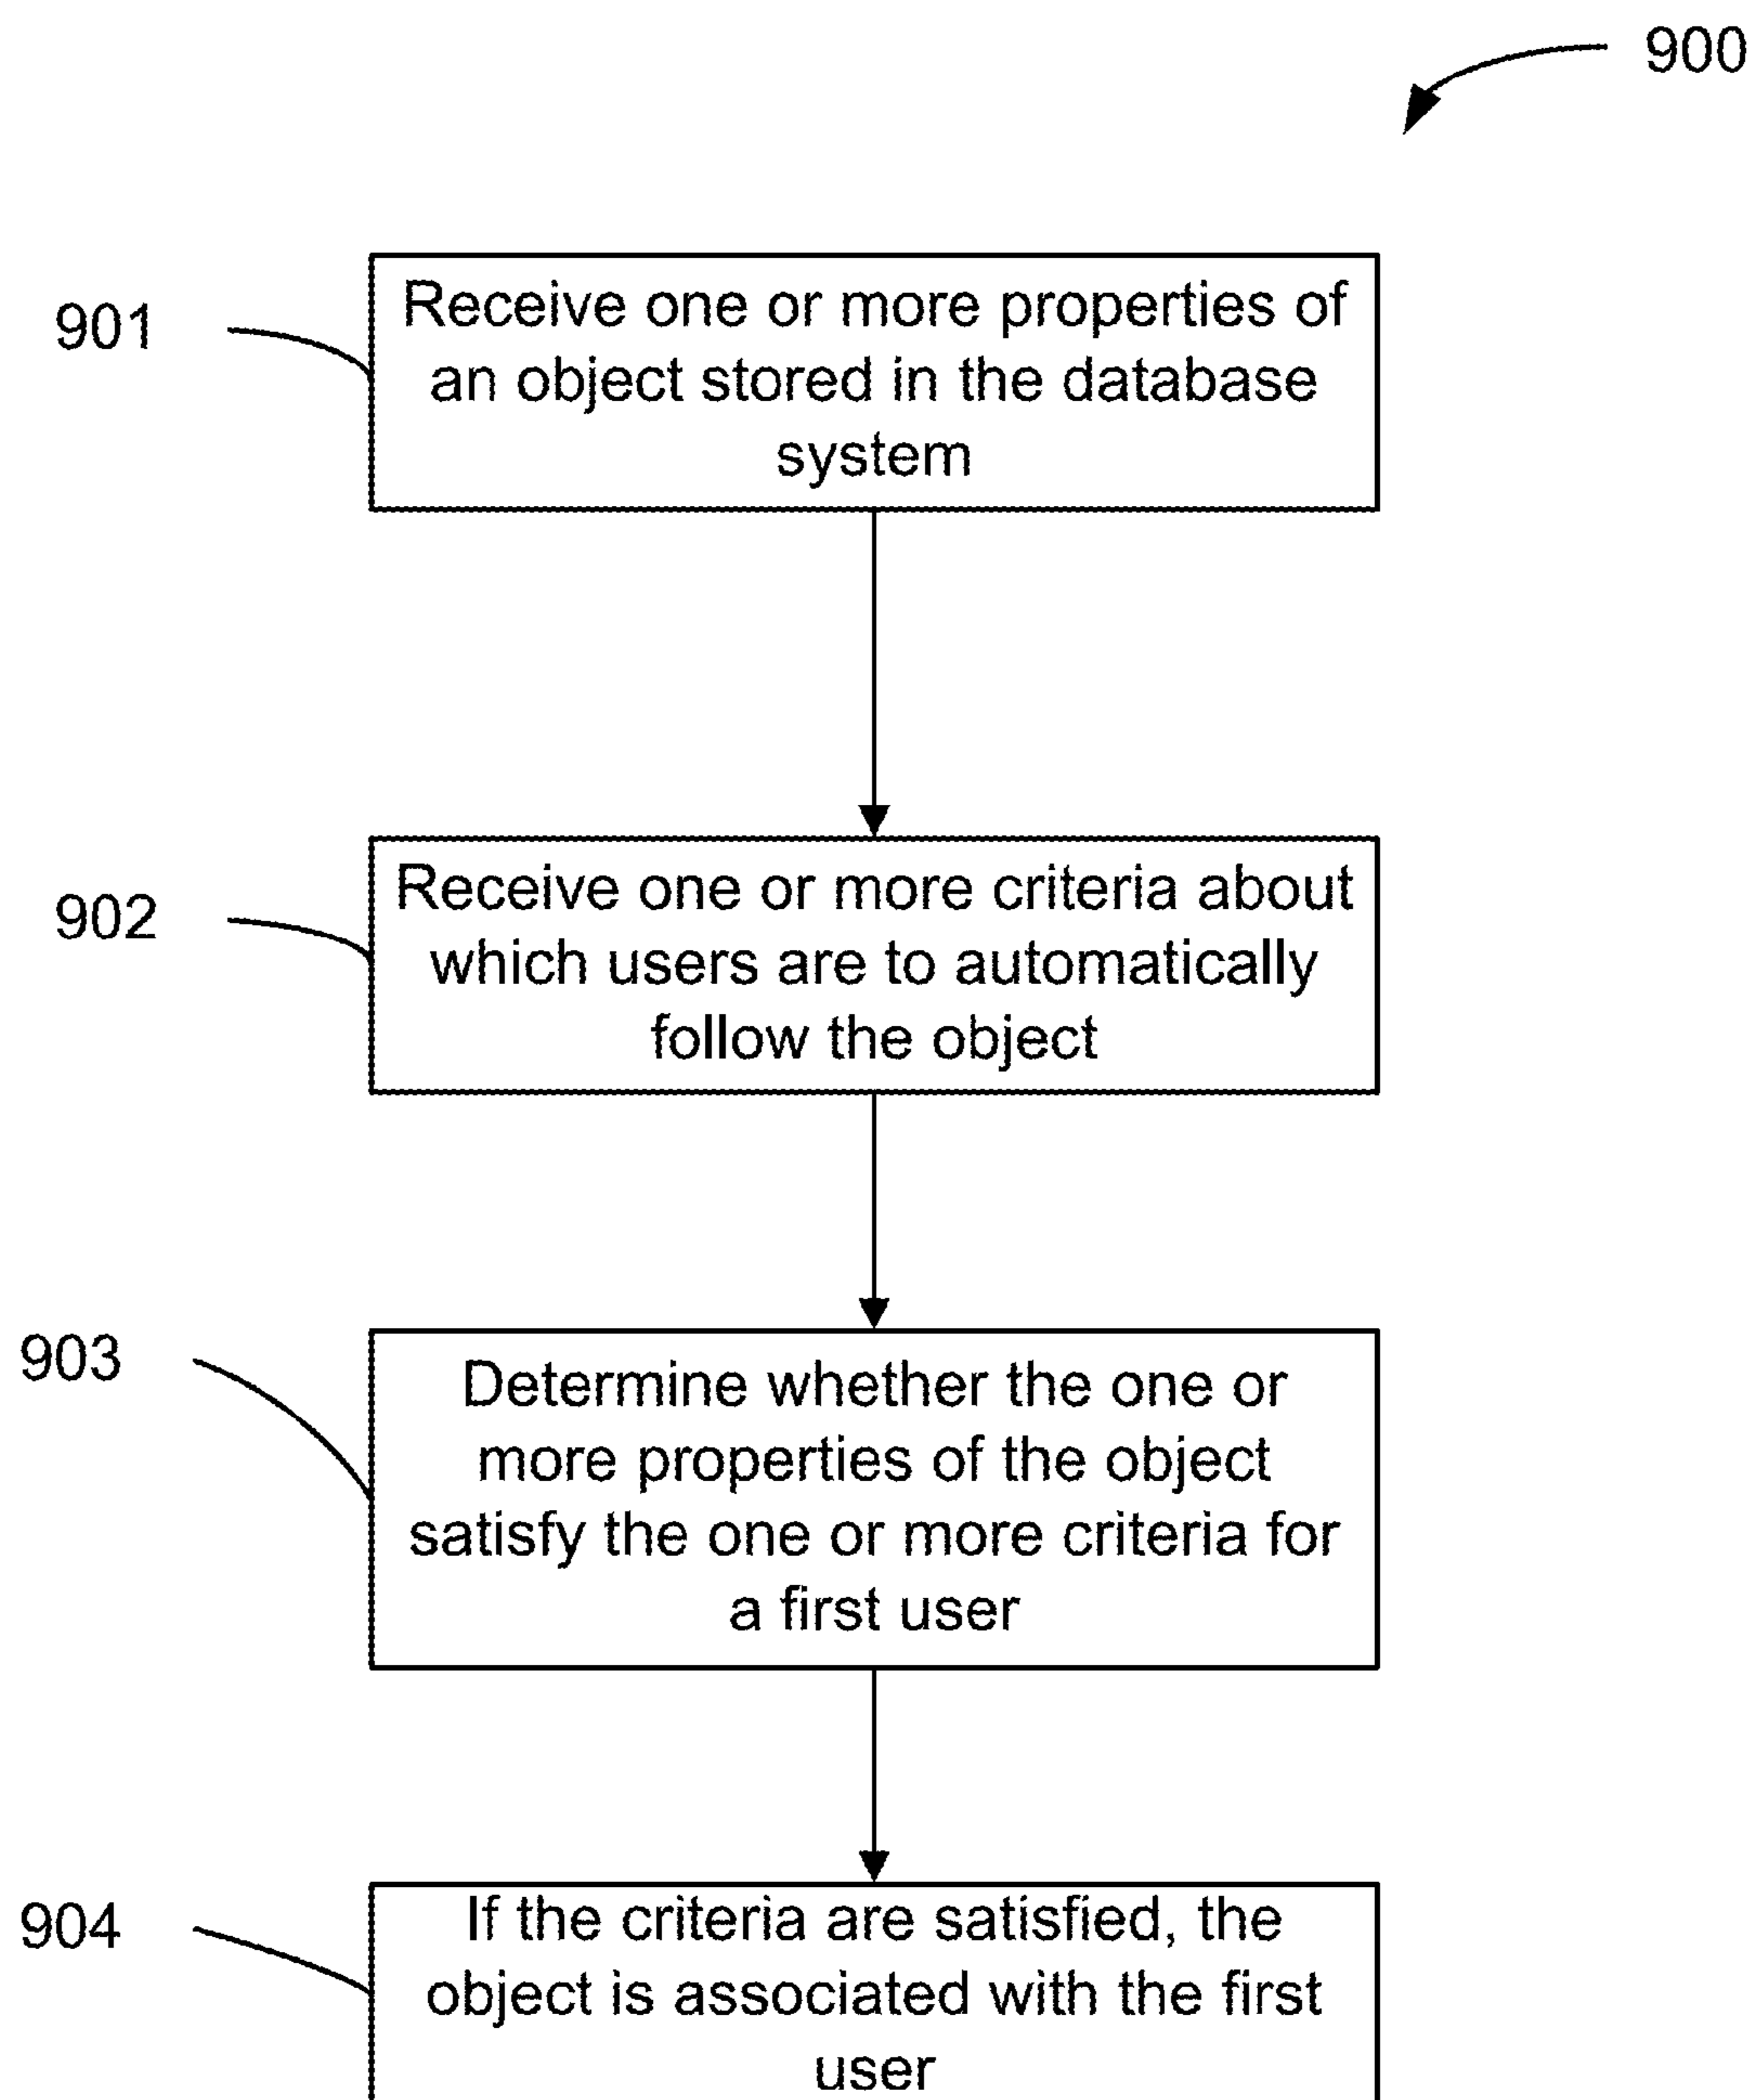 900
901
Receive one or more properties of
an object stored in the database
system
902
Receive one or more criteria about
which users are to automatically
follow the object
903
Determine whether the one or
more properties of the object
satisfy the one or more criteria for
a first user
904
If the criteria are satisfied, the
object is associated with the first
user